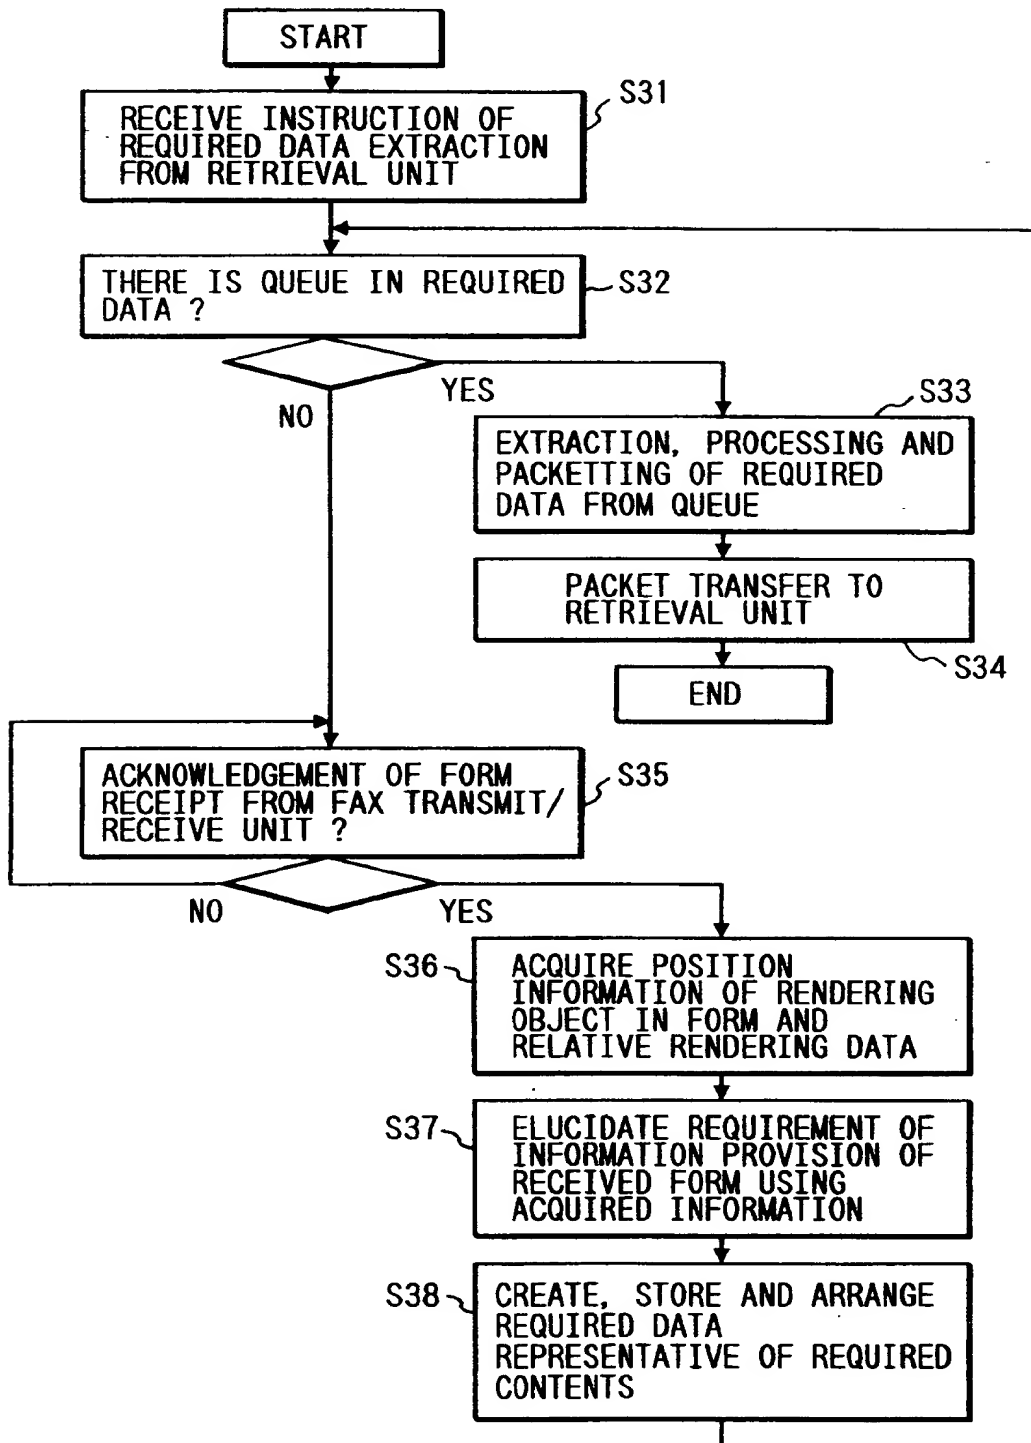 START
S31
RECEIVE INSTRUCTION OF
REQUIRED DATA EXTRACTION
FROM RETRIEVAL UNIT
THERE IS QUEUE IN REQUIRED
DATA ?
S32
YES
NO
S33
EXTRACTION, PROCESSING AND
PACKETTING OF REQUIRED
DATA FROM QUEUE
PACKET TRANSFER TO
RETRIEVAL UNIT
S34
END
ACKNOWLEDGEMENT OF FORM
RECEIPT FROM FAX TRANSMIT/
RECEIVE UNIT ?
S35
NO
YES
S36
ACQUIRE POSITION
INFORMATION OF RENDERING
OBJECT IN FORM AND
RELATIVE RENDERING DATA
S37
ELUCIDATE REQUIREMENT OF
INFORMATION PROVISION OF
RECEIVED FORM USING
ACQUIRED INFORMATION
S38
CREATE, STORE AND ARRANGE
REQUIRED DATA
REPRESENTATIVE OF REQUIRED
CONTENTS